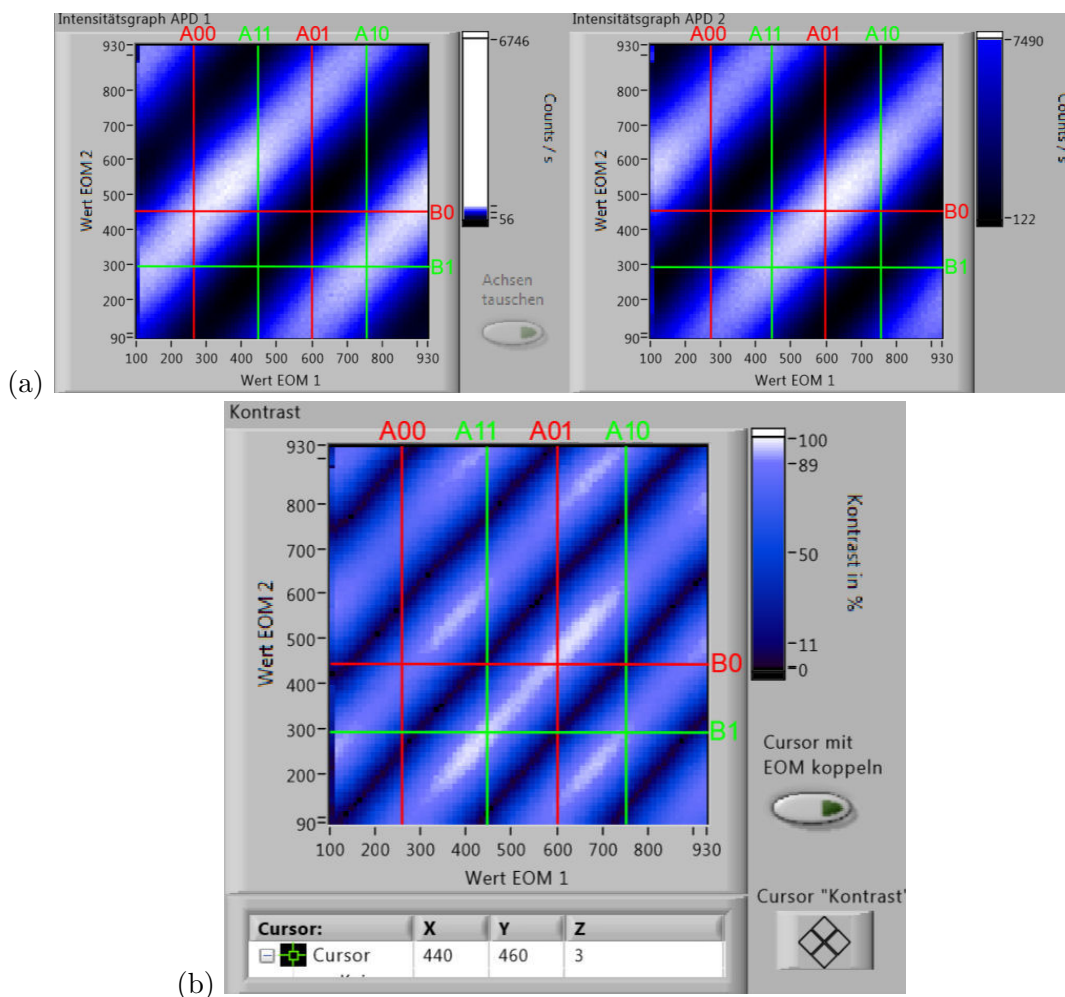 Intensitätsgraph APD 1
A00 A11 A01 A10
930
800
700
600
500
400
300
200
90
Wert EOM 2
B0
B1
100 200 300 400 500 600 700 800 930
Wert EOM 1
6746
56
Counts / s
Achsen
tauschen
Intensitätsgraph APD 2
A00 A11 A01 A10
930
800
700
600
500
400
300
200
90
Wert EOM 2
B0
B1
100 200 300 400 500 600 700 800 930
Wert EOM 1
7490
122
Counts / s
(a)
Kontrast
A00 A11 A01 A10
930
800
700
600
500
400
300
200
90
Wert EOM 2
B0
B1
100 200 300 400 500 600 700 800 930
Wert EOM 1
100
89
50
11
0
Kontrast in %
Cursor mit
EOM koppeln
Cursor "Kontrast"
Cursor: X Y Z
Cursor 440 460 3
(b)